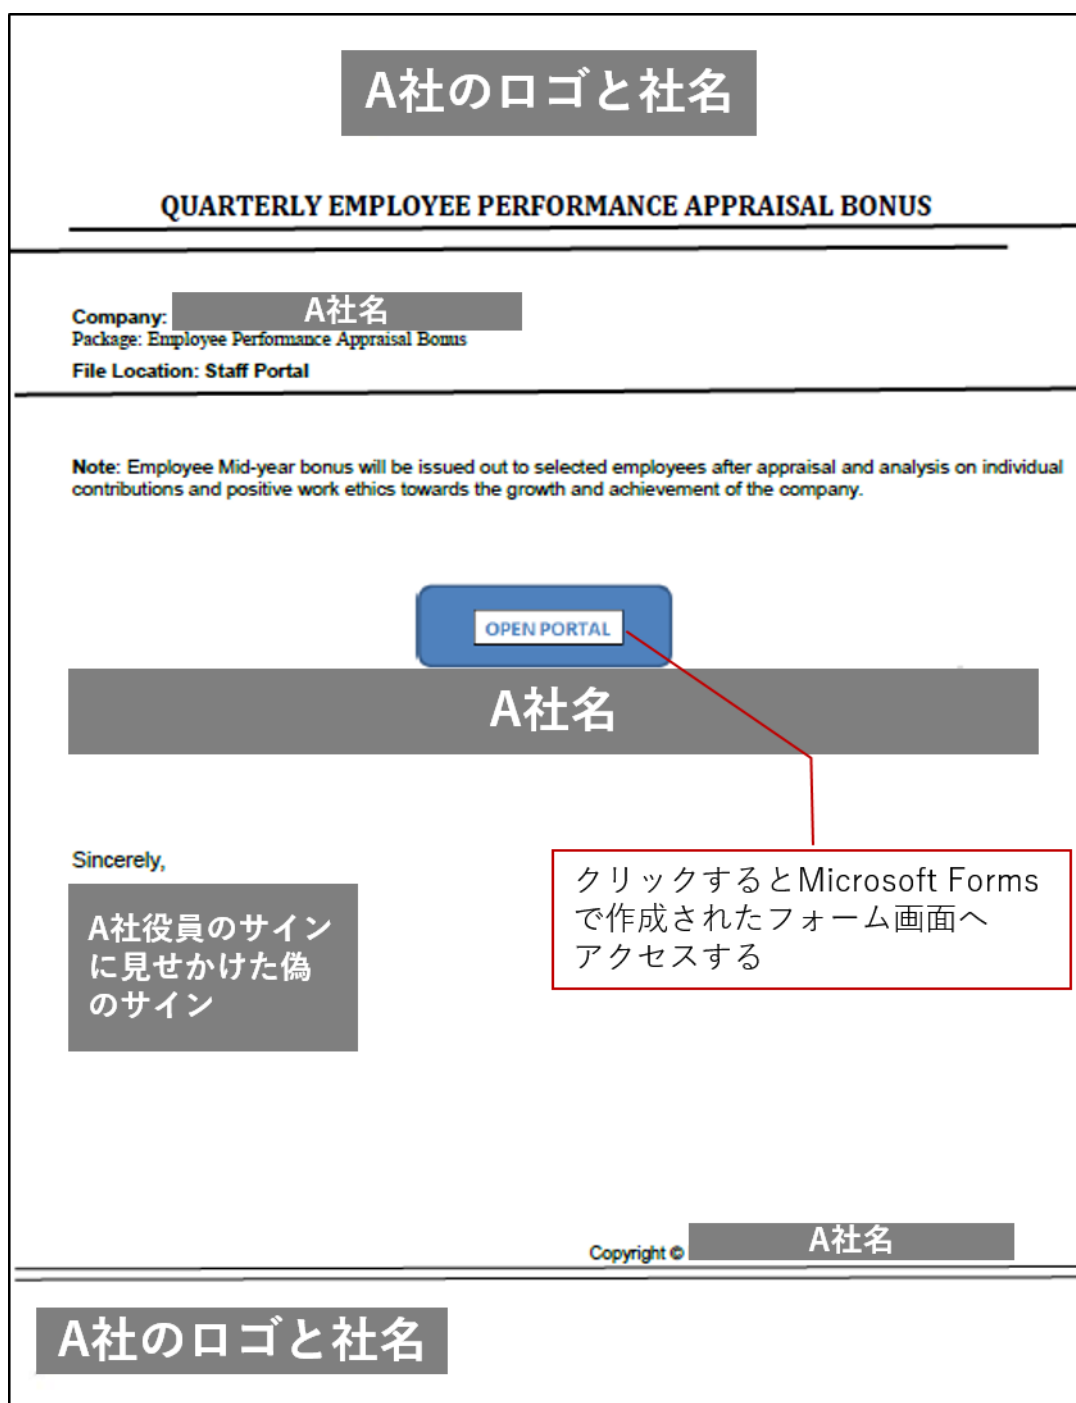 A社のロゴと社名
QUARTERLY EMPLOYEE PERFORMANCE APPRAISAL BONUS
Company: A社名
Package: Employee Performance Appraisal Bonus
File Location: Staff Portal
Note: Employee Mid-year bonus will be issued out to selected employees after appraisal and analysis on individual
contributions and positive work ethics towards the growth and achievement of the company.
OPEN PORTAL
A社名
Sincerely,
A社役員のサイン
に見せかけた偽
のサイン
クリックするとMicrosoft Forms
で作成されたフォーム画面へ
アクセスする
Copyright © A社名
A社のロゴと社名